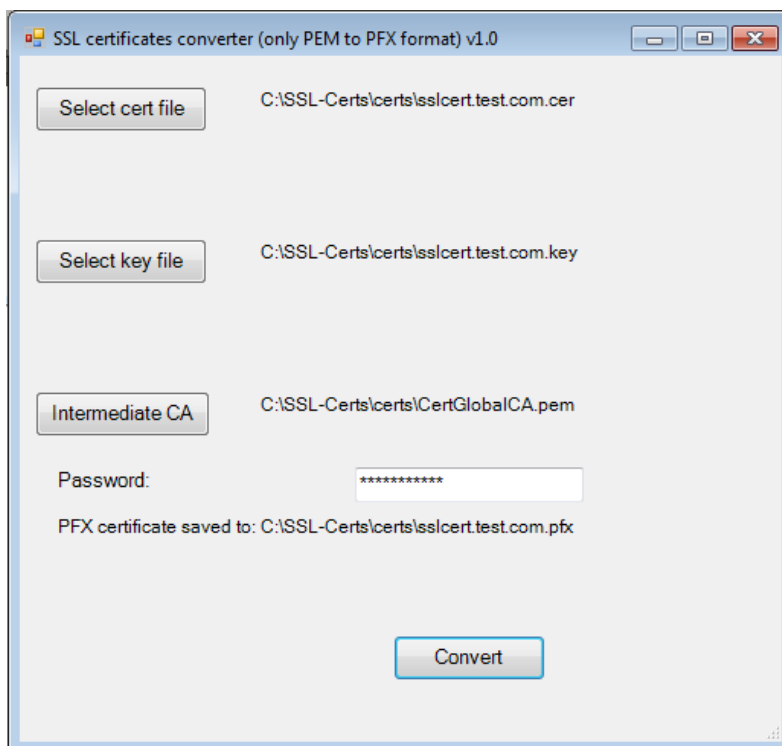 SSL certificates converter (only PEM to PFX format) v1.0
Select cert file C:\SSL-Certs\certs\sslcert.test.com.cer
Select key file C:\SSL-Certs\certs\sslcert.test.com.key
Intermediate CA C:\SSL-Certs\certs\CertGlobalCA.pem
Password: ***********
PFX certificate saved to: C:\SSL-Certs\certs\sslcert.test.com.pfx
Convert